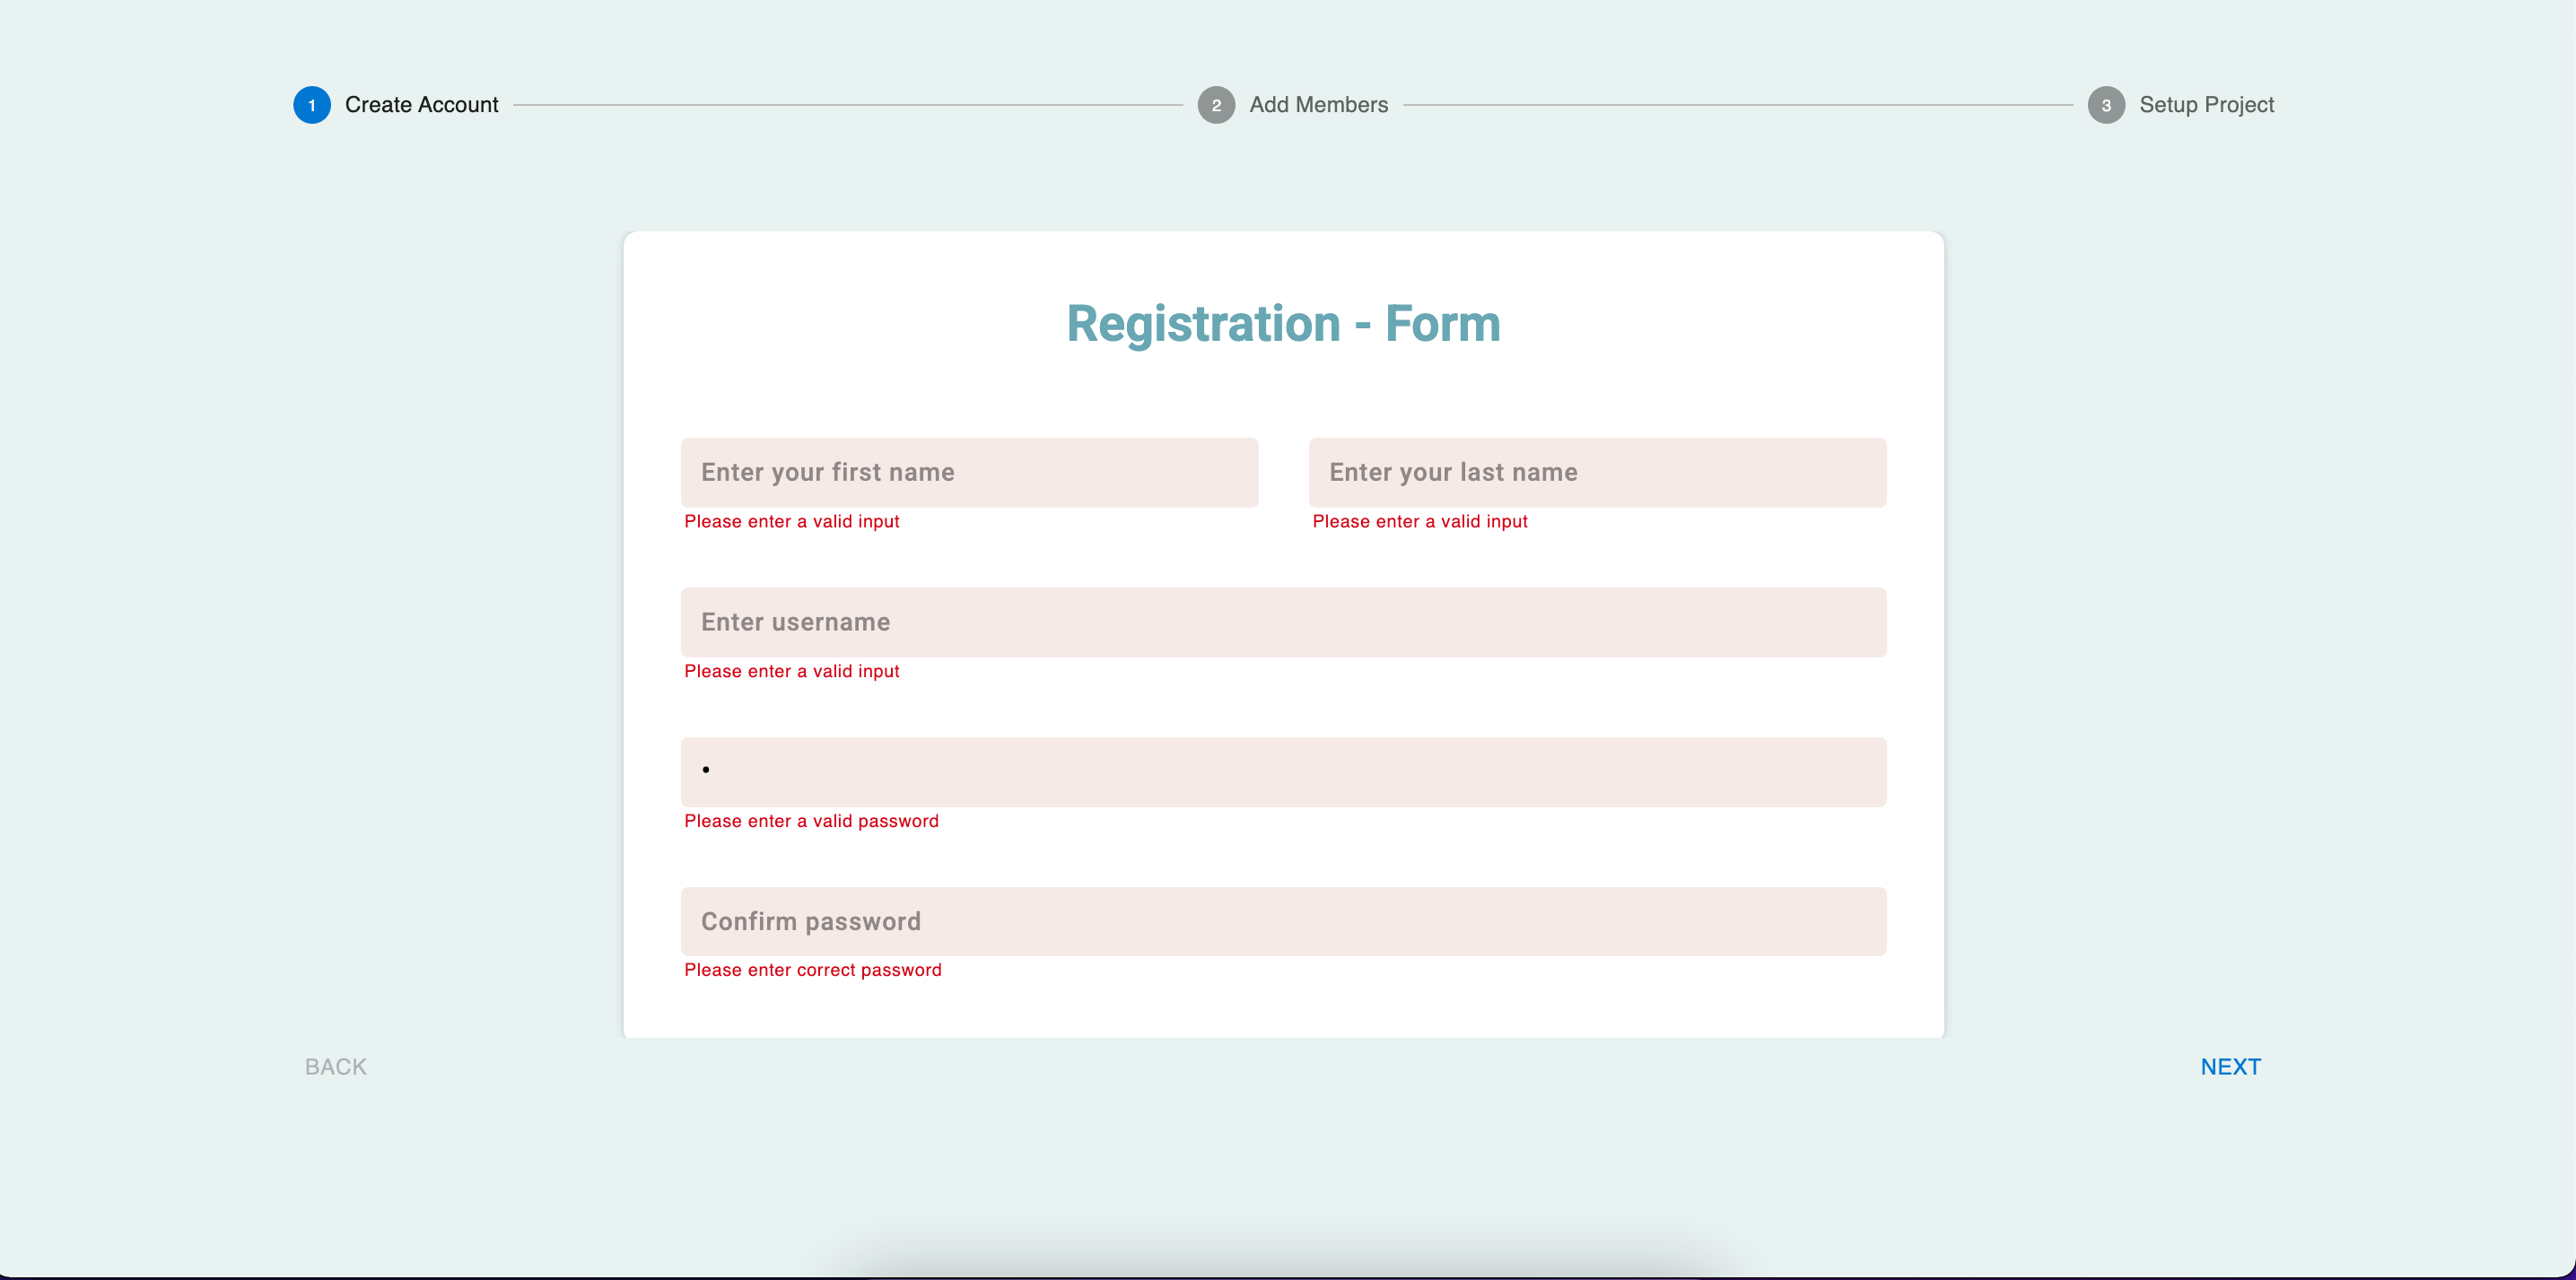 1 Create Account 2 Add Members 3 Setup Project
Registration - Form
Enter your first name Enter your last name
Please enter a valid input Please enter a valid input
Enter username
Please enter a valid input
•
Please enter a valid password
Confirm password
Please enter correct password
BACK NEXT